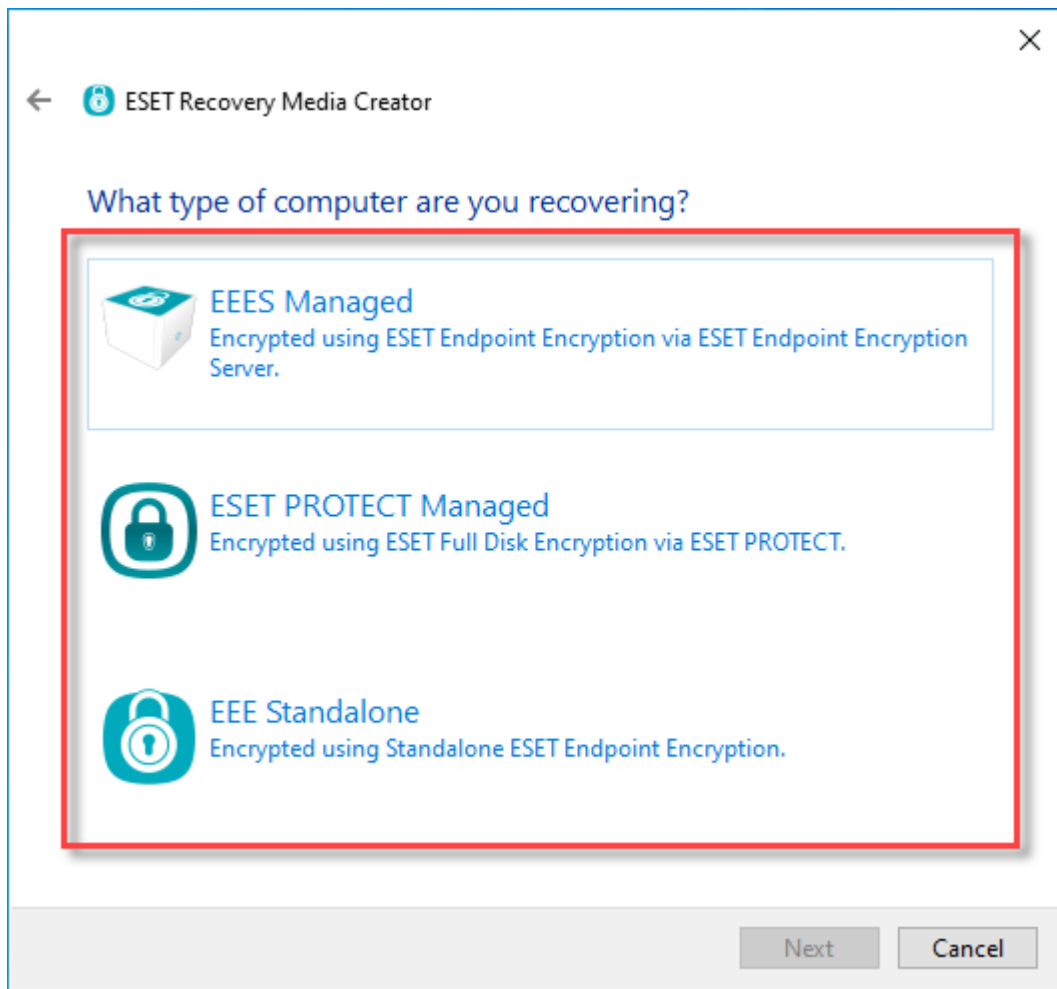 ESET Recovery Media Creator
What type of computer are you recovering?
EEES Managed
Encrypted using ESET Endpoint Encryption via ESET Endpoint Encryption
Server.
ESET PROTECT Managed
Encrypted using ESET Full Disk Encryption via ESET PROTECT.
EEE Standalone
Encrypted using Standalone ESET Endpoint Encryption.
Next
Cancel